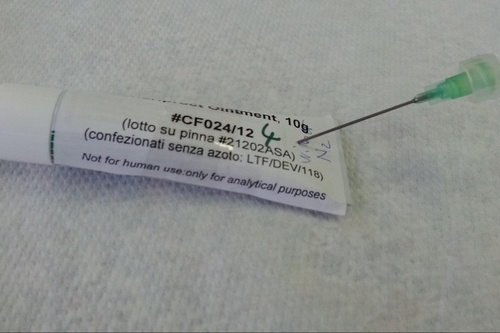 Ointment, 10g
#CF024/12 4
(lotto su pinna #21202ASA)
(confezionati senza azoto: LTF/DEV/118)
Not for human use:only for analytical purposes
N2